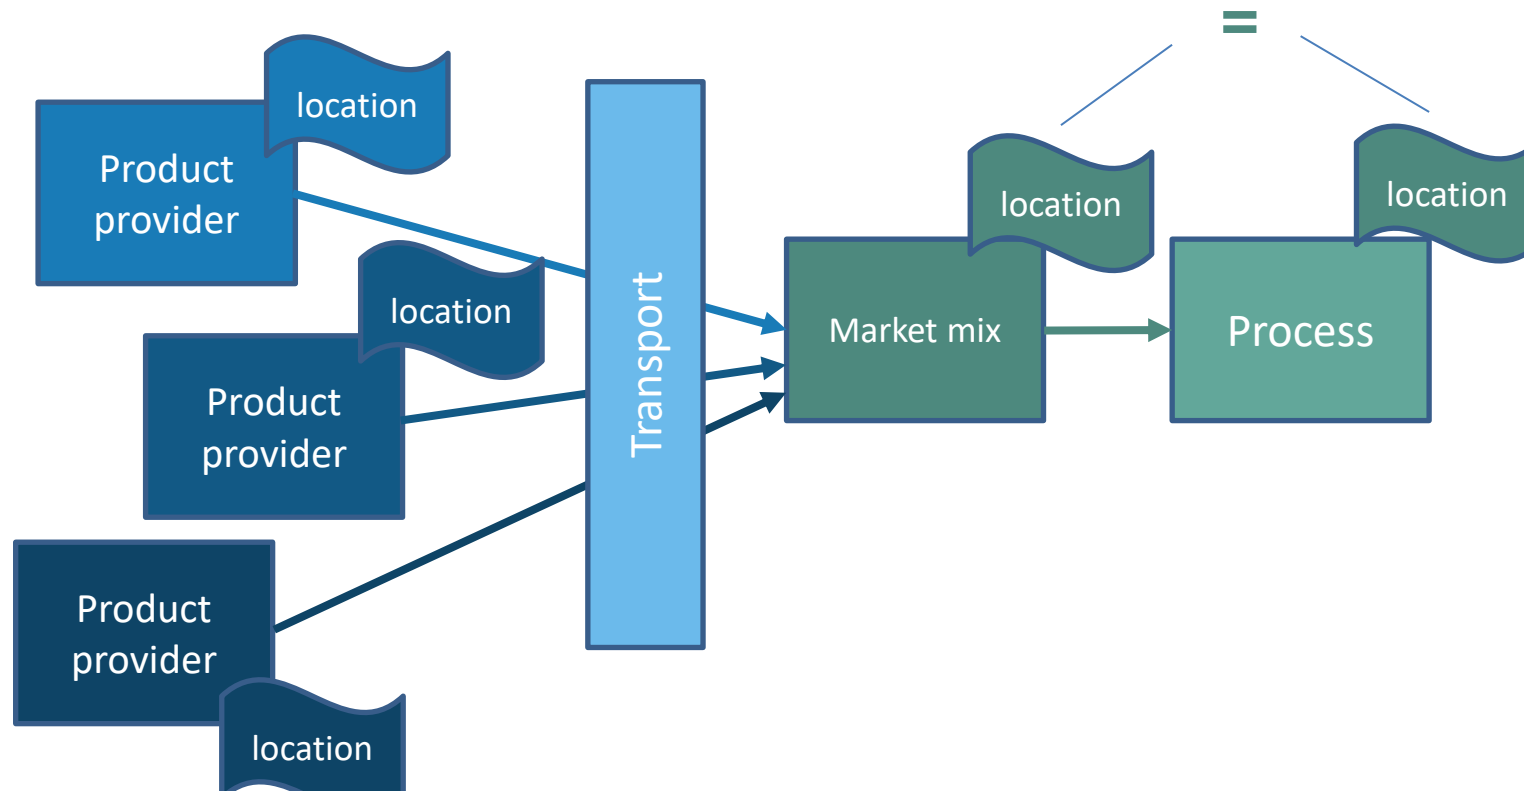 =
location
Product
provider
location
Product
provider
Product
provider
location
Transport
location
Market mix
location
Process